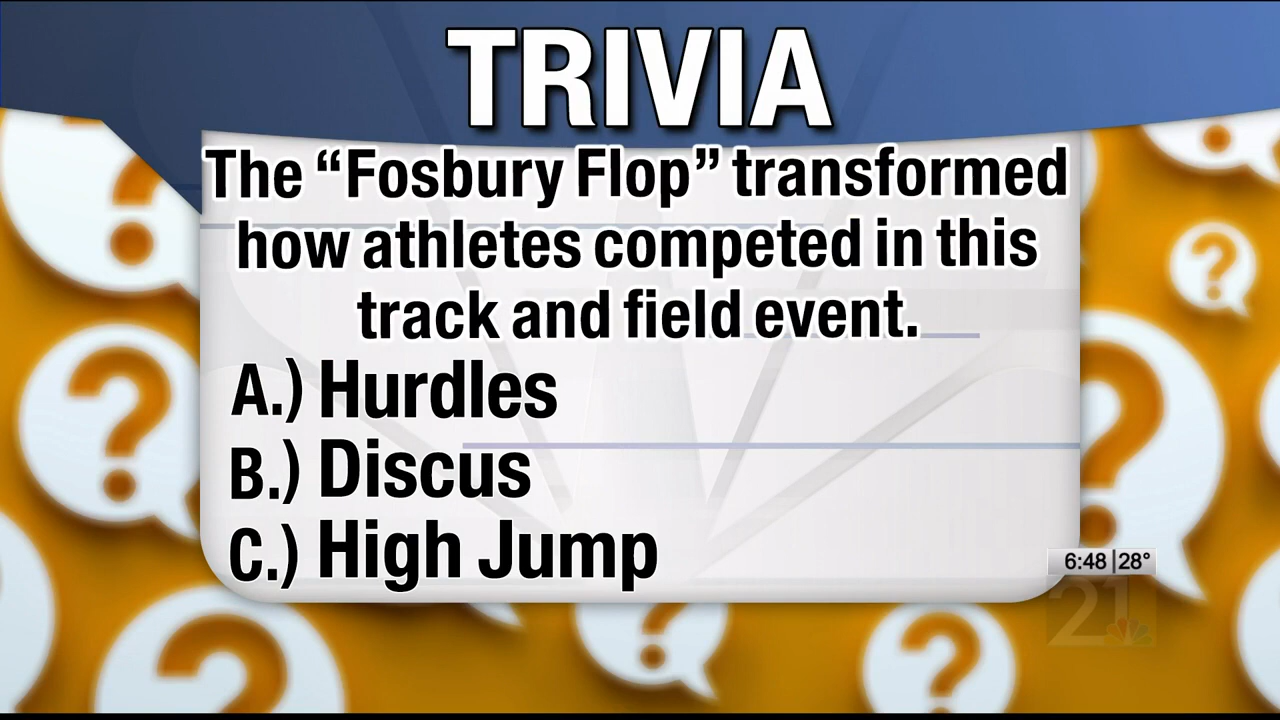 TRIVIA
The “Fosbury Flop” transformed
how athletes competed in this
track and field event.
A.) Hurdles
B.) Discus
C.) High Jump
6:48|28°
21